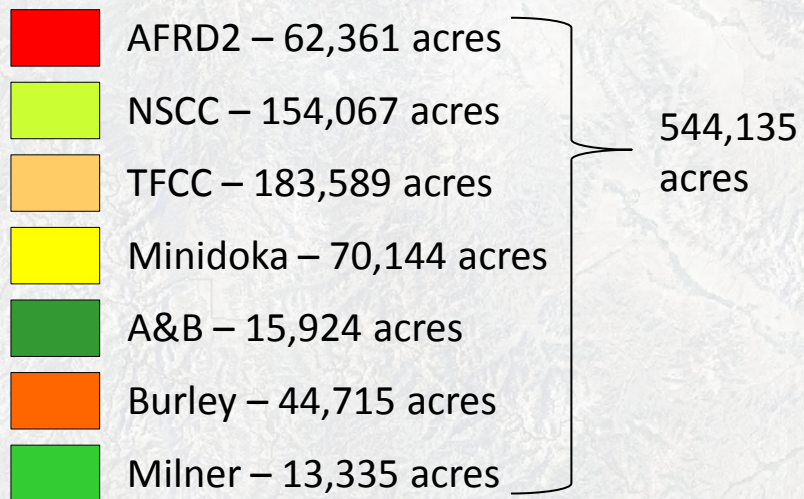 AFRD2 – 62,361 acres
NSCC – 154,067 acres
TFCC – 183,589 acres
Minidoka – 70,144 acres
A&B – 15,924 acres
Burley – 44,715 acres
Milner – 13,335 acres
544,135
acres